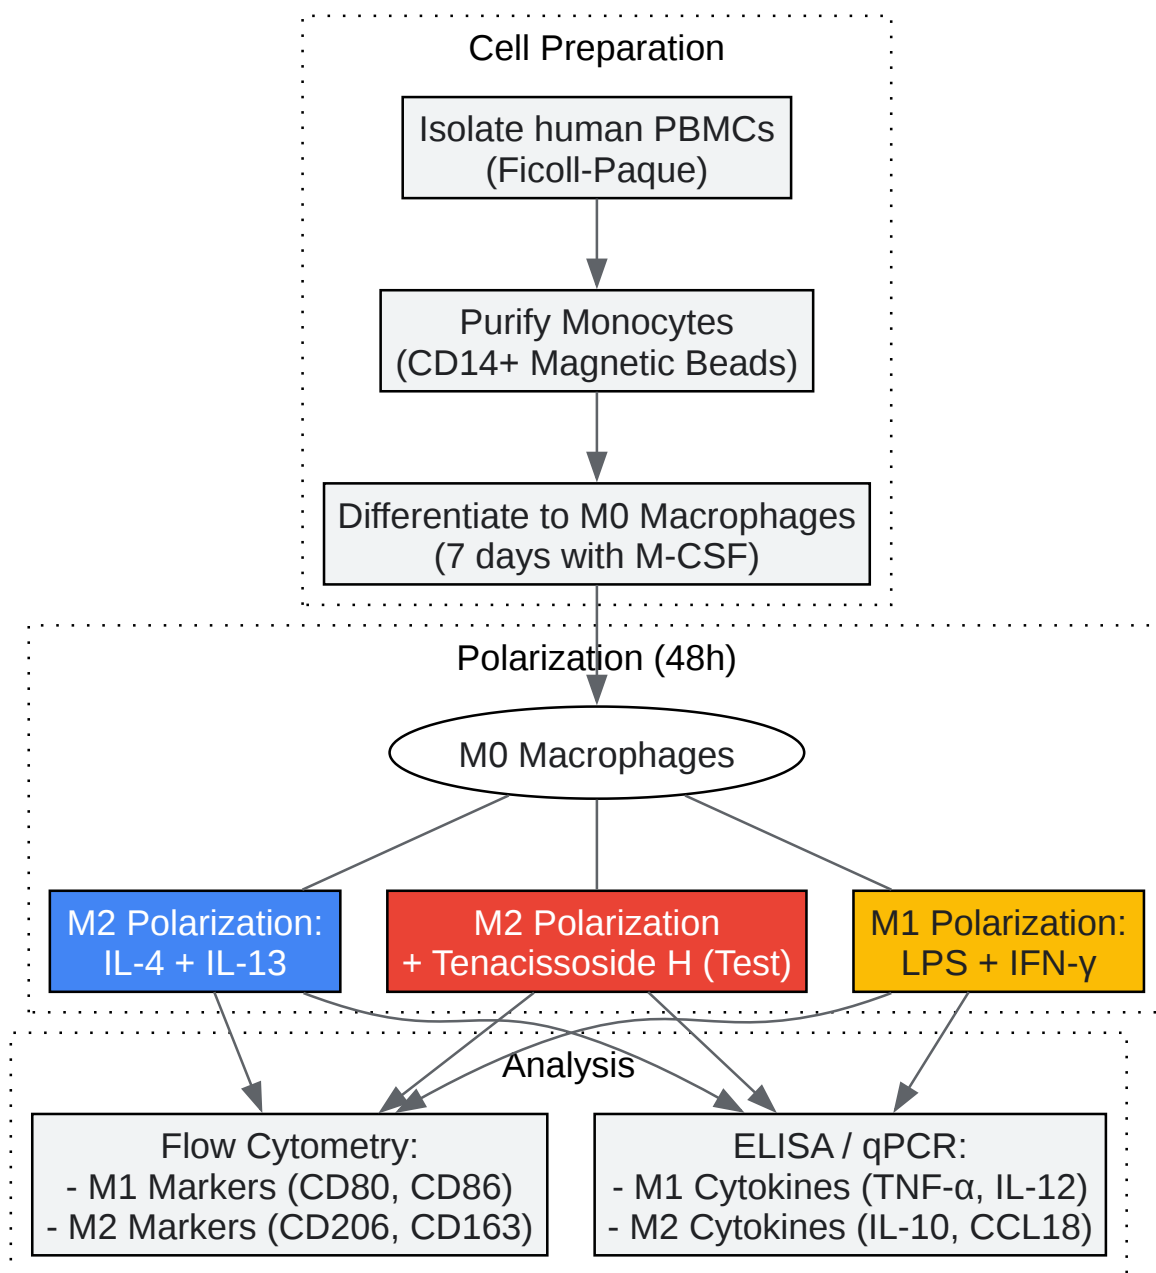 Cell Preparation
Isolate human PBMCs
(Ficoll-Paque)
Purify Monocytes
(CD14+ Magnetic Beads)
Differentiate to M0 Macrophages
(7 days with M-CSF)
Polarization (48h)
M0 Macrophages
M2 Polarization:
IL-4 + IL-13
M2 Polarization
+ Tenacissoside H (Test)
M1 Polarization:
LPS + IFN-γ
Analysis
Flow Cytometry:
- M1 Markers (CD80, CD86)
- M2 Markers (CD206, CD163)
ELISA / qPCR:
- M1 Cytokines (TNF-α, IL-12)
- M2 Cytokines (IL-10, CCL18)